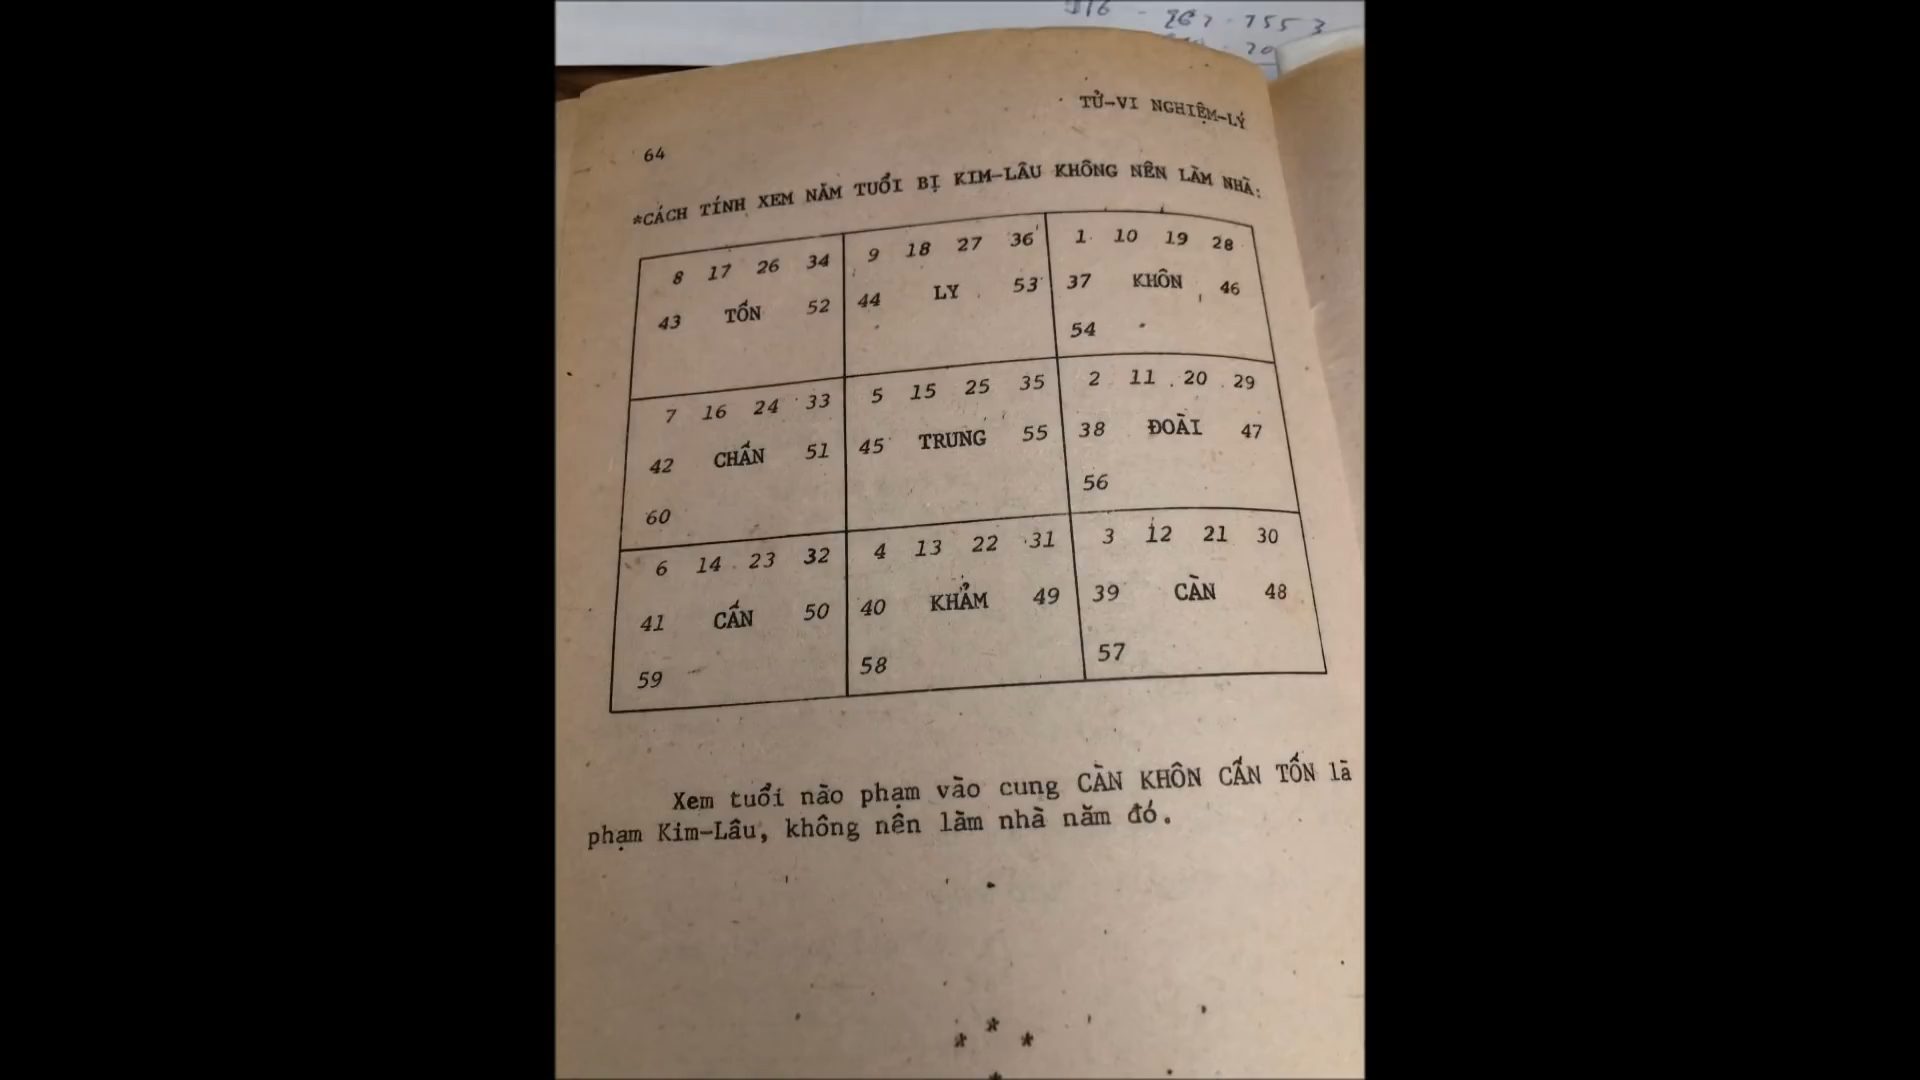 916 - 967 - 7553
TỬ-VI NGHIỆM-LÝ
64
*CÁCH TÍNH XEM NĂM TUỔI BỊ KIM-LÂU KHÔNG NÊN LÀM NHÀ:
8 17 26 34
43 TỐN 52
9 18 27 36
44 LY 53
1 10 19 28
37 KHÔN 46
54
7 16 24 33
42 CHẤN 51
60
5 15 25 35
45 TRUNG 55
2 11 20 29
38 ĐOÀI 47
56
6 14 23 32
41 CẤN 50
59
4 13 22 31
40 KHẢM 49
58
3 12 21 30
39 CÀN 48
57
Xem tuổi nào phạm vào cung CÀN KHÔN CẤN TỐN là
phạm Kim-Lâu, không nên làm nhà năm đó.
*
* *
*